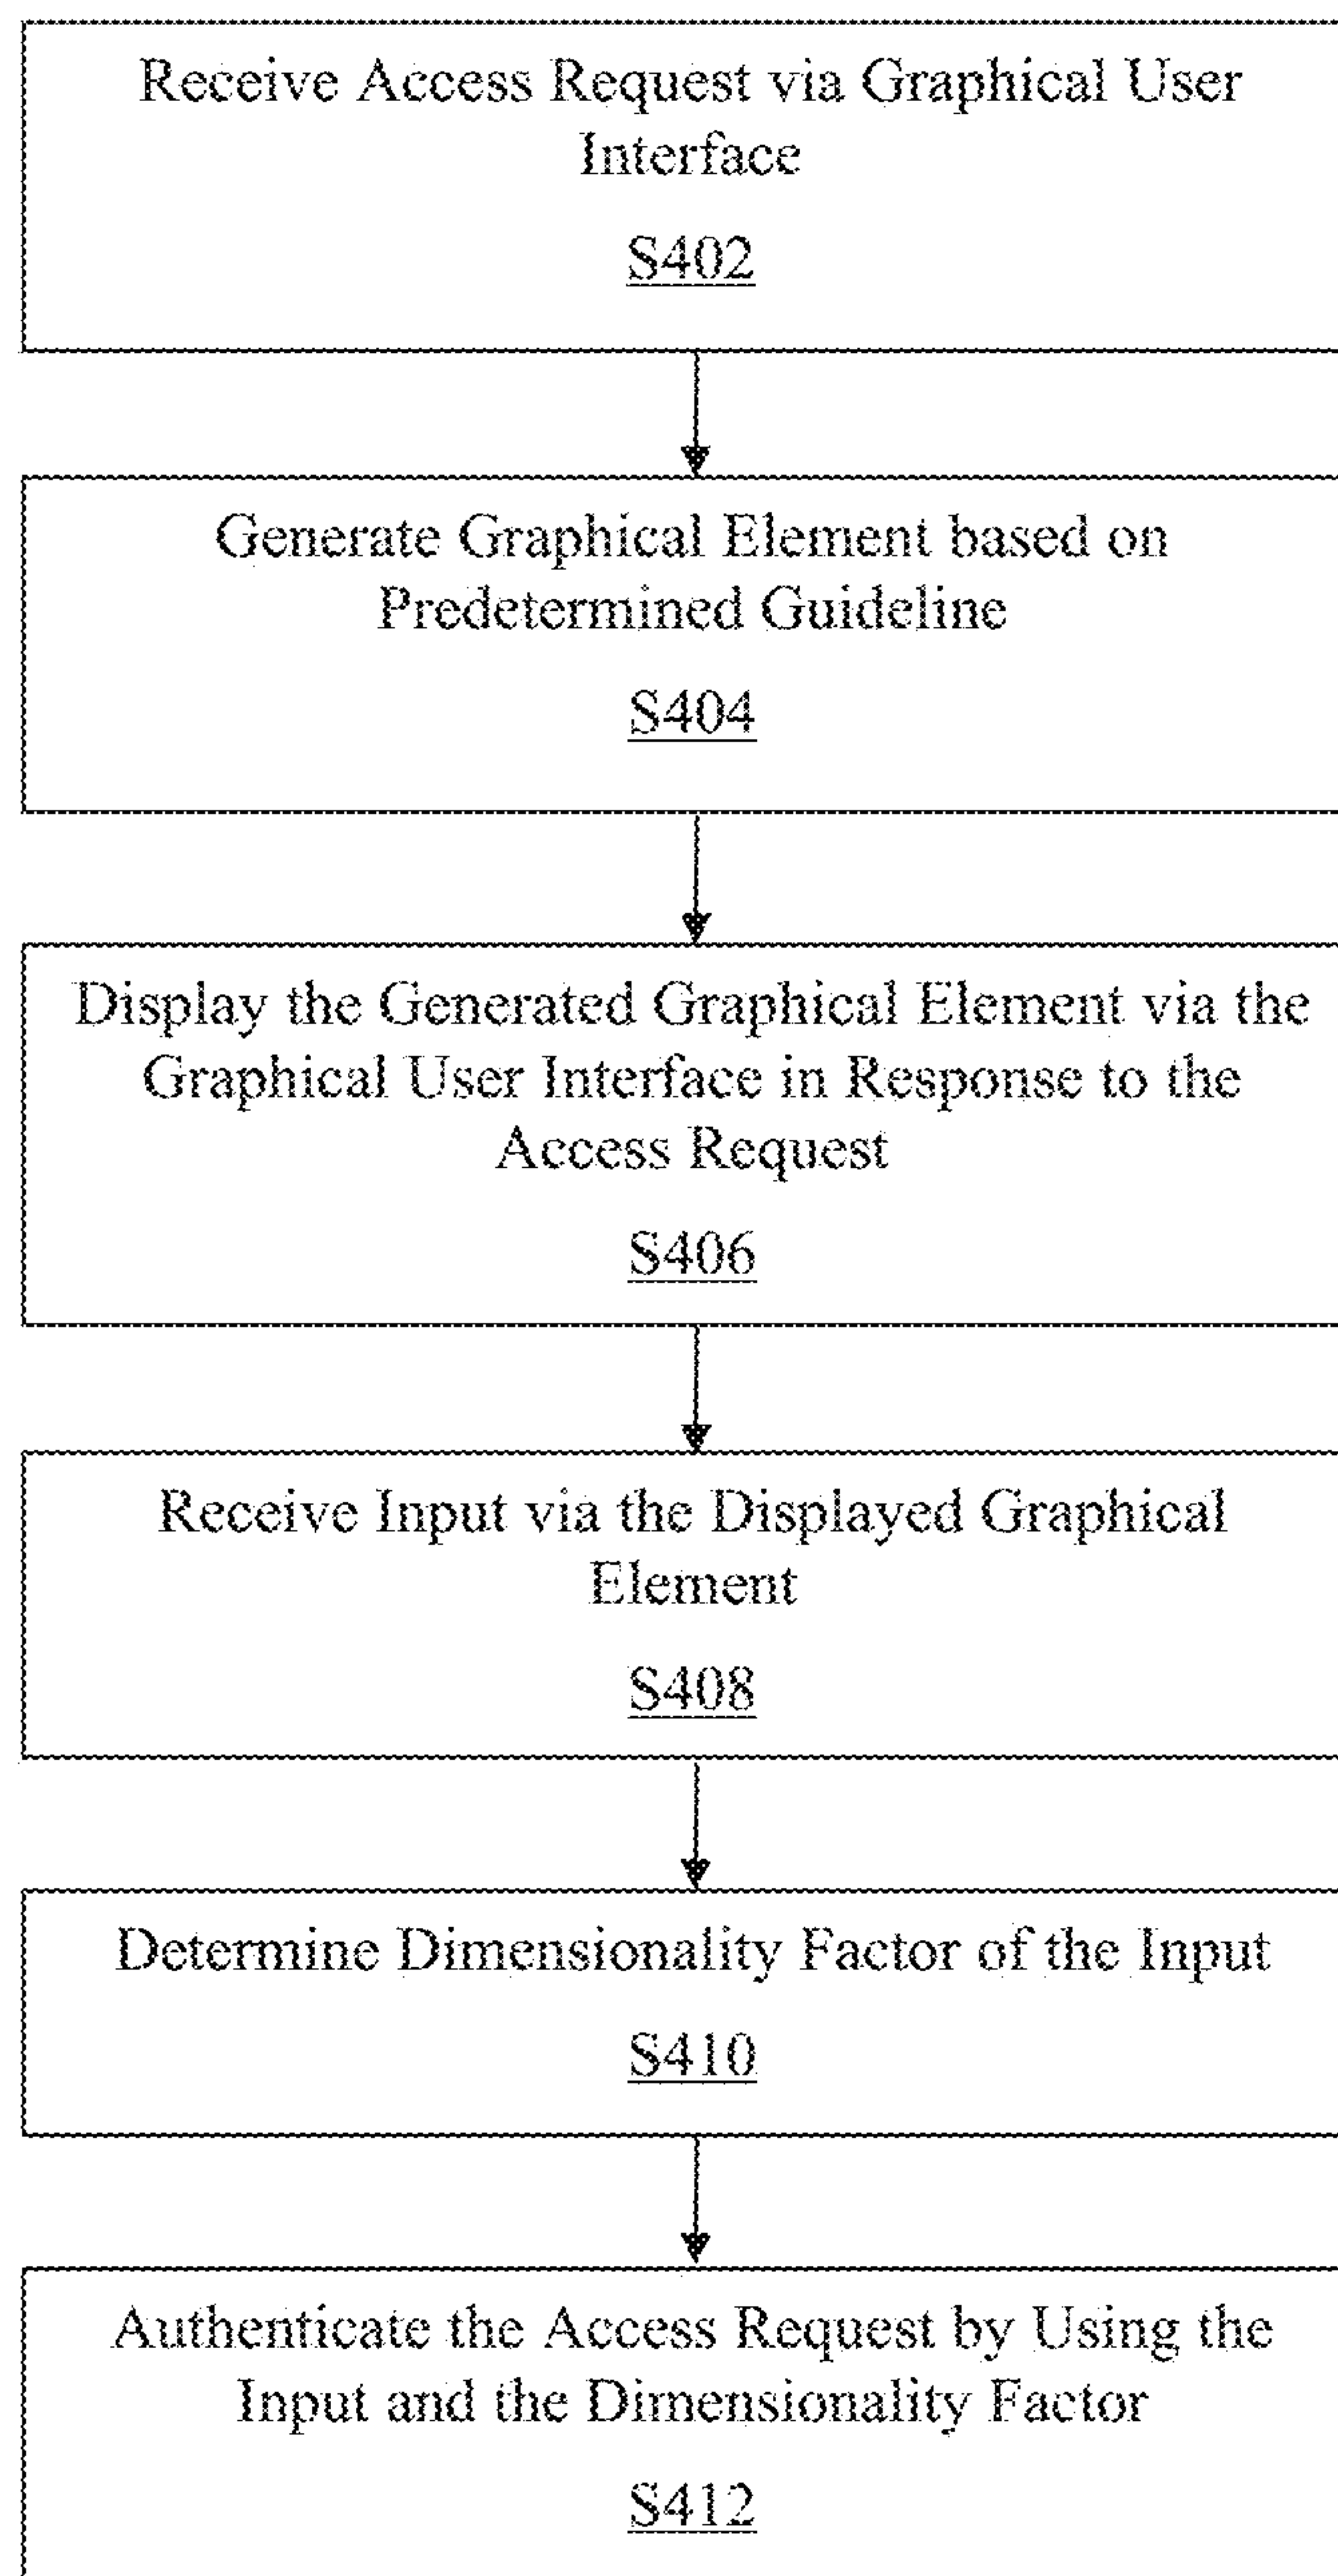 Receive Access Request via Graphical User
Interface
S402
Generate Graphical Element based on
Predetermined Guideline
S404
Display the Generated Graphical Element via the
Graphical User Interface in Response to the
Access Request
S406
Receive Input via the Displayed Graphical
Element
S408
Determine Dimensionality Factor of the Input
S410
Authenticate the Access Request by Using the
Input and the Dimensionality Factor
S412